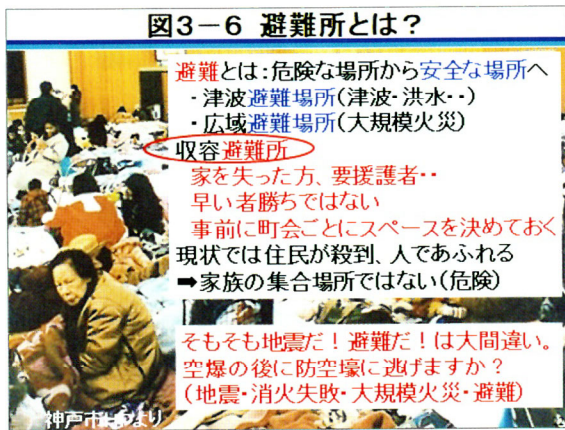 図3－6 避難所とは？
避難とは：危険な場所から安全な場所へ
・津波避難場所(津波・洪水・・)
・広域避難場所(大規模火災)
収容避難所
家を失った方、要援護者・・
早い者勝ちではない
事前に町会ごとにスペースを決めておく
現状では住民が殺到、人であふれる
➡家族の集合場所ではない(危険)
そもそも地震だ！避難だ！は大間違い。
空爆の後に防空壕に逃げますか？
(地震・消火失敗・大規模火災・避難)
神戸市
より